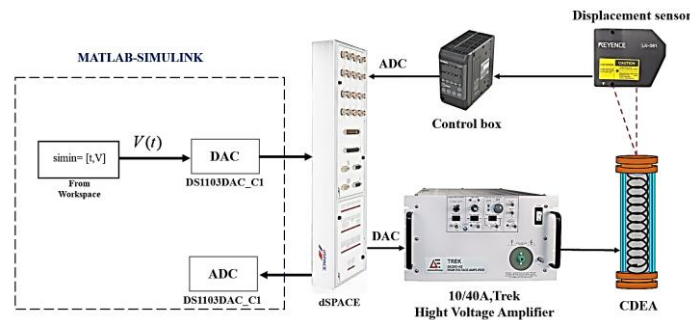 Displacement sensor
MATLAB-SIMULINK
KEYENCE
ADC
Control box
V(t)
simin= [t,V]
DAC
From
Workspace
DS1103DAC_C1
DAC
TREK
ADC
DS1103DAC_C1
dSPACE
10/40A,Trek
Hight Voltage Amplifier
CDEA